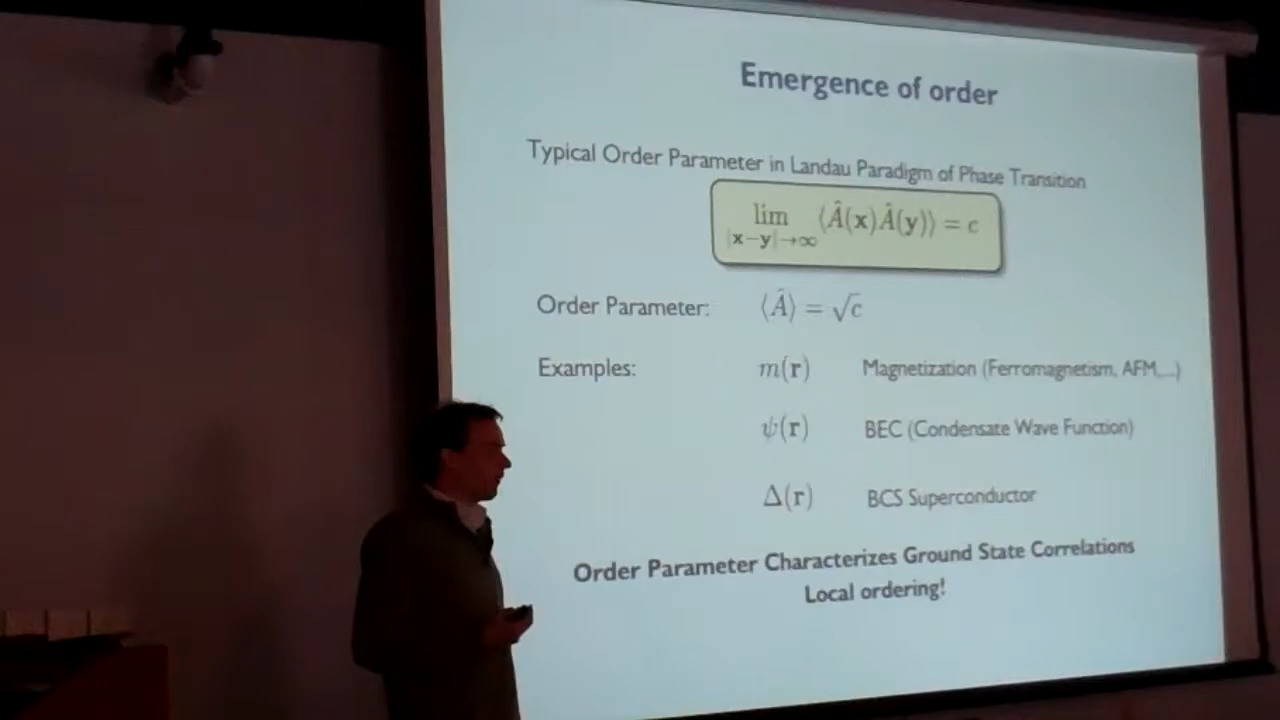 Emergence of order
Typical Order Parameter in Landau Paradigm of Phase Transition
lim |x−y|→∞ ⟨Â(x)Â(y)⟩ = c
Order Parameter: ⟨Â⟩ = √c
Examples: m(r) Magnetization (Ferromagnetism, AFM,...)
ψ(r) BEC (Condensate Wave Function)
Δ(r) BCS Superconductor
Order Parameter Characterizes Ground State Correlations
Local ordering!